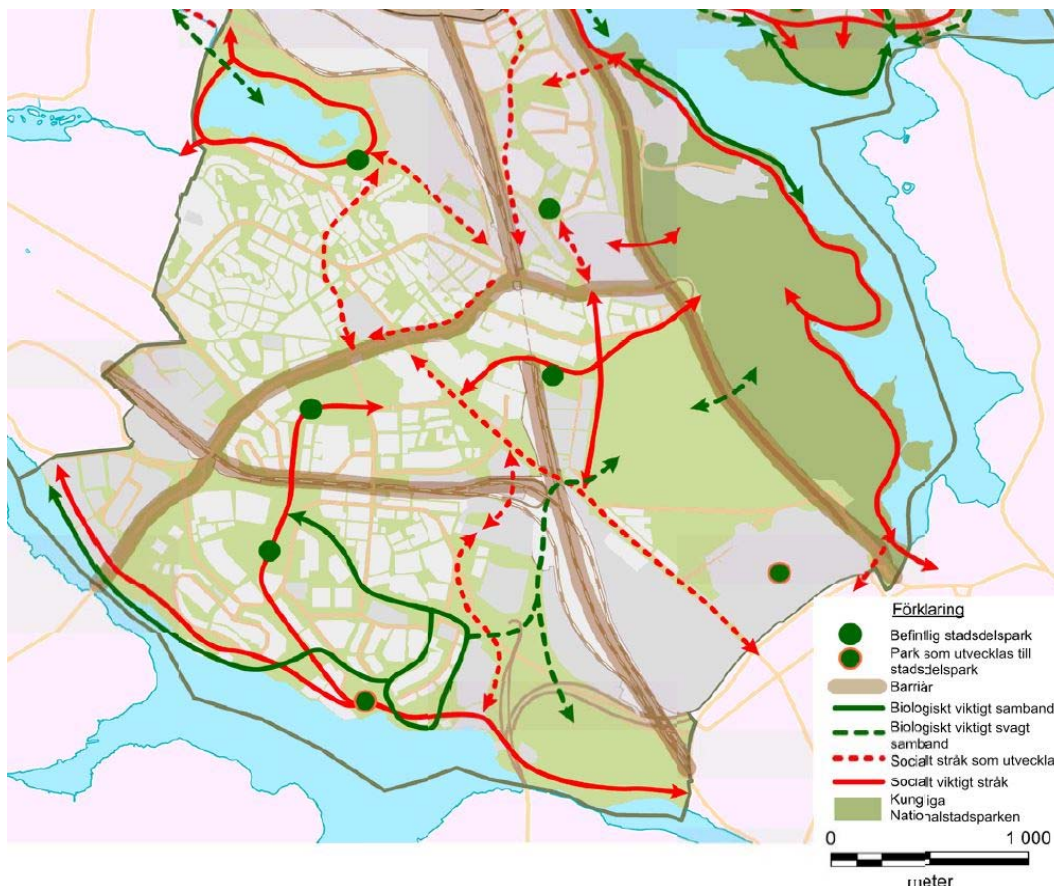 Förklaring
Befintlig stadsdelspark
Park som utvecklas till
stadsdelspark
Barriär
Biologiskt viktigt samband
Biologiskt viktigt svagt
samband
Socialt stråk som utveckla
Socialt viktigt stråk
Kungliga
Nationalstadsparken
0 1 000
meter